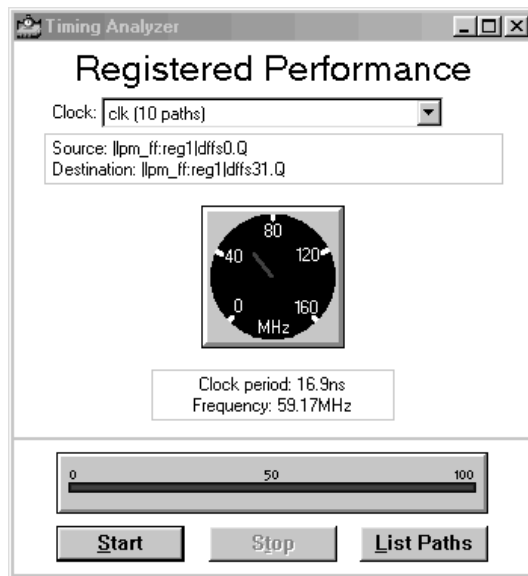 Timing Analyzer
Registered Performance
Clock: clk (10 paths)
Source: |lpm_ff:reg1|dffs0.Q
Destination: |lpm_ff:reg1|dffs31.Q
80
40 120
0 160
MHz
Clock period: 16.9ns
Frequency: 59.17MHz
0 50 100
Start Stop List Paths